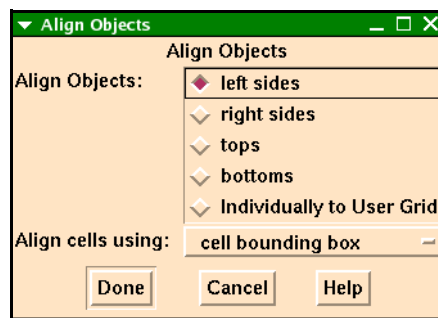 Align Objects
Align Objects
Align Objects:
left sides
right sides
tops
bottoms
Individually to User Grid
Align cells using: cell bounding box
Done Cancel Help